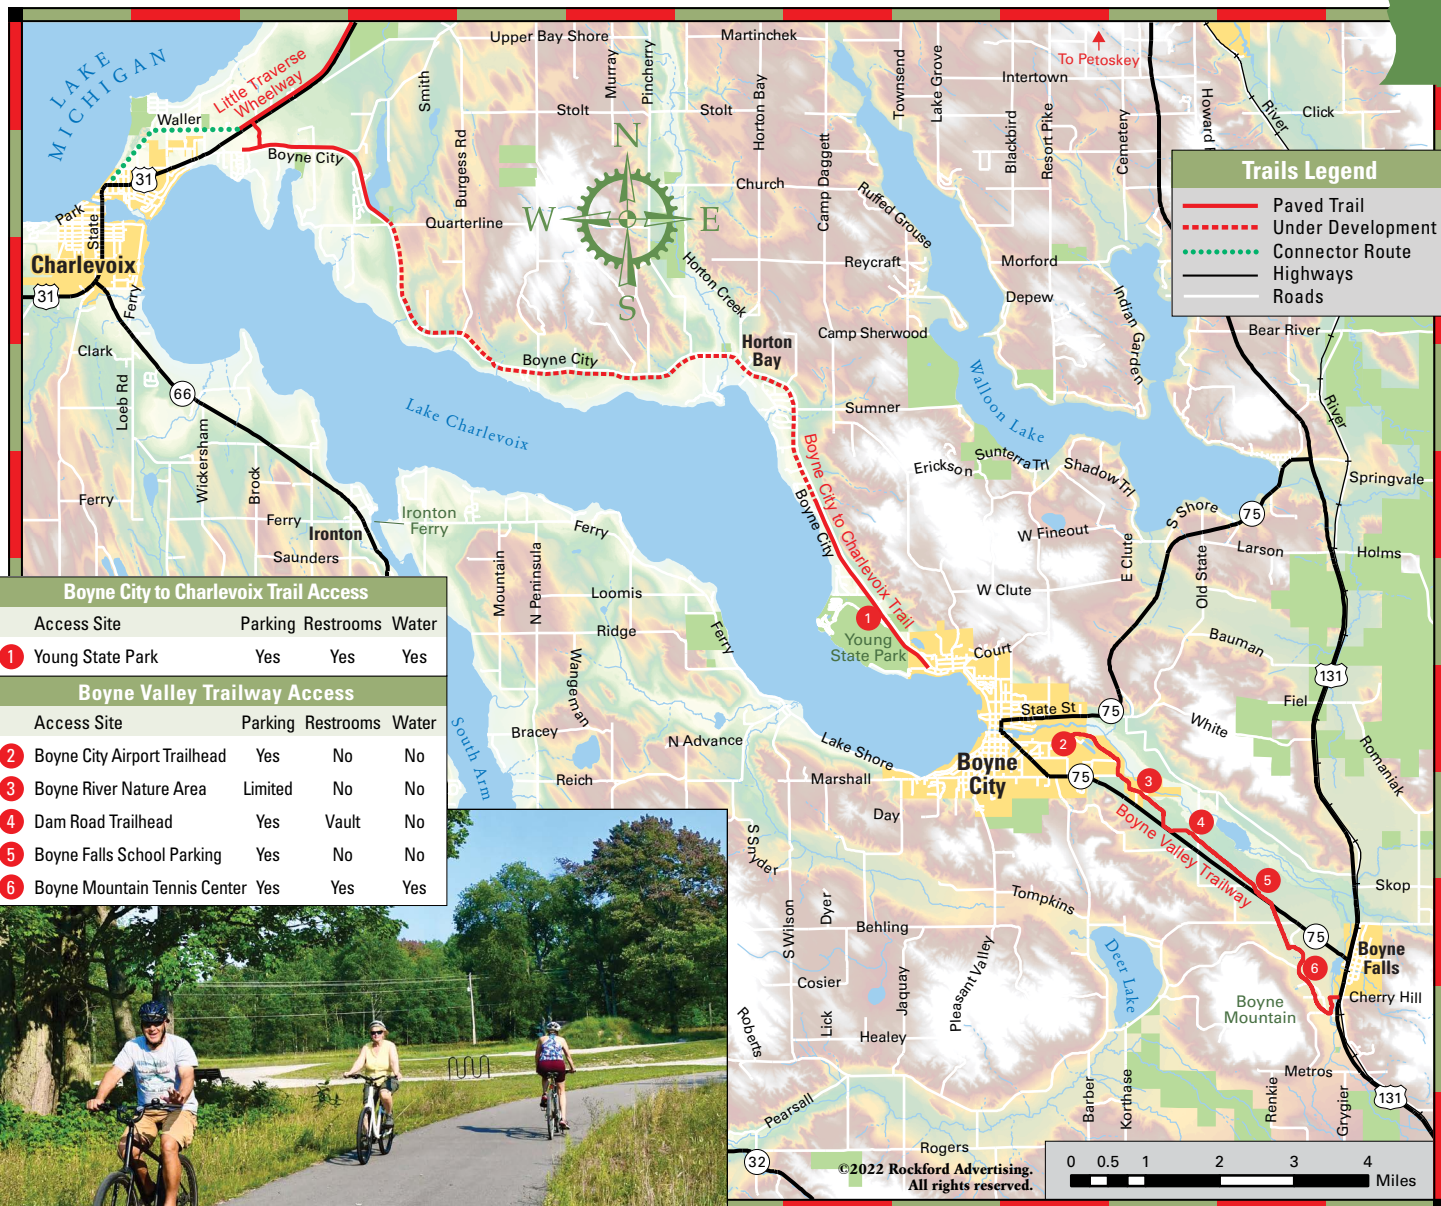 LAKE
MICHIGAN
Little Traverse
Wheelway
Waller
31
Boyne City
Park
State
Charlevoix
31
Ferry
Clark
Loeb Rd
66
Wickersham
Brock
Ferry
Ferry
Ironton
Saunders
Ironton
Ferry
Smith
Upper Bay Shore
Murray
Pincherry
Martinchek
Stolt
Stolt
Horton Bay
Burgess Rd
Quarterline
Church
Camp Daggett
N
W
E
S
Horton Creek
Townsend
Lake Grove
To Petoskey
Intertown
Blackbird
Resort Pike
Cemetery
Howard
River
Click
Ruffed Grouse
Reycraft
Morford
Depew
Indian Garden
Camp Sherwood
Trails Legend
Paved Trail
Under Development
Connector Route
Highways
Roads
Bear River
River
Boyne City
Horton
Bay
Lake Charlevoix
Walloon Lake
Sumner
Erickson
Sunterra Trl
Shadow Trl
Springvale
S Shore
75
W Fineout
E Clute
Larson
Old State
Holms
W Clute
Bauman
Boyne City to Charlevoix Trail
Boyne City
1
Young
State Park
Court
131
Fiel
White
Romaniak
Ferry
Mountain
N Peninsula
Loomis
Ridge
Ferry
Wangerman
Bracey
N Advance
Reich
South Arm
Lake Shore
Marshall
Day
State St
75
Boyne
City
75
2
3
4
5
6
Boyne Valley Trailway
S Snyder
S Wilson
Dyer
Behling
Cosier
Lick
Jaquay
Healey
Roberts
Pleasant Valley
Tompkins
Deer Lake
Skop
75
Boyne
Falls
Cherry Hill
Boyne
Mountain
Metros
131
Barber
Korthase
Renkie
Grygier
Pearsall
Rogers
32
©2022 Rockford Advertising.
All rights reserved.
0 0.5 1 2 3 4
Miles
Boyne City to Charlevoix Trail Access
Access Site Parking Restrooms Water
1 Young State Park Yes Yes Yes
Boyne Valley Trailway Access
Access Site Parking Restrooms Water
2 Boyne City Airport Trailhead Yes No No
3 Boyne River Nature Area Limited No No
4 Dam Road Trailhead Yes Vault No
5 Boyne Falls School Parking Yes No No
6 Boyne Mountain Tennis Center Yes Yes Yes